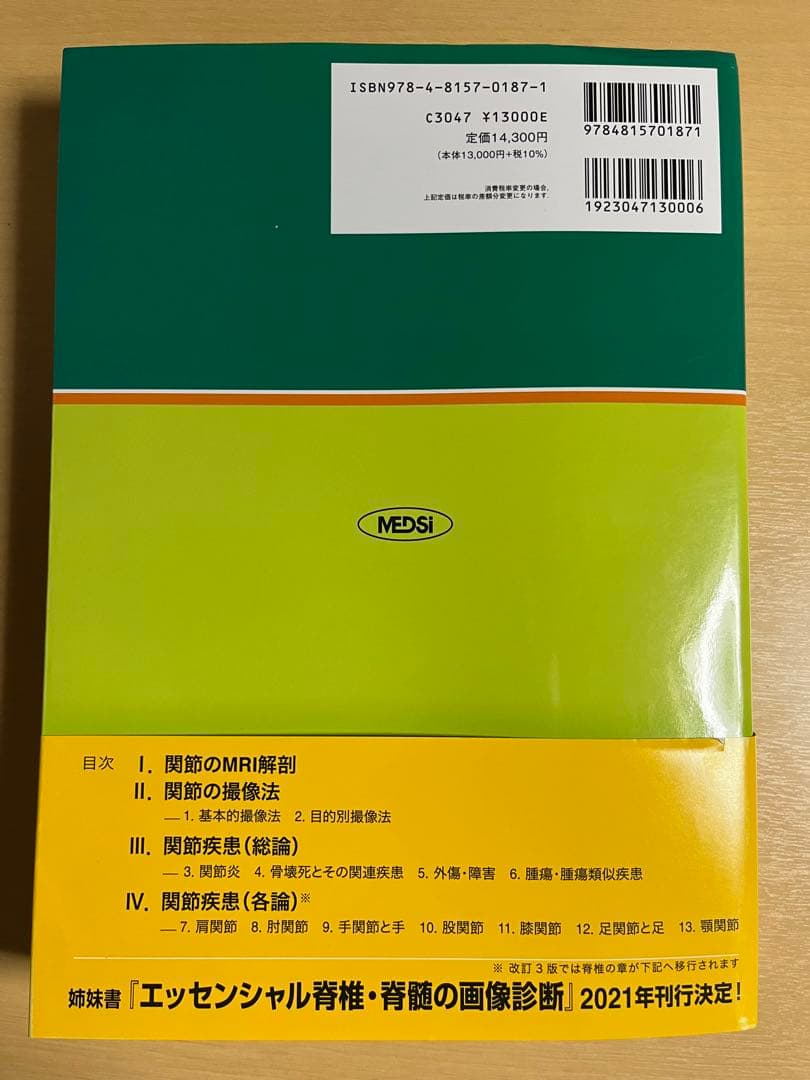 ISBN978-4-8157-0187-1
C3047 ¥13000E
定価14,300円
(本体13,000円+税10%)
消費税率変更の場合,
上記定価は税率の差額分変更になります.
9784815701871
1923047130006
MEDSi
目次 I. 関節のMRI解剖
II. 関節の撮像法
1. 基本的撮像法 2. 目的別撮像法
III. 関節疾患(総論)
3. 関節炎 4. 骨壊死とその関連疾患 5. 外傷・障害 6. 腫瘍・腫瘍類似疾患
IV. 関節疾患(各論)※
7. 肩関節 8. 肘関節 9. 手関節と手 10. 股関節 11. 膝関節 12. 足関節と足 13. 顎関節
※ 改訂3版では脊椎の章が下記へ移行されます
姉妹書『エッセンシャル脊椎・脊髄の画像診断』2021年刊行決定!